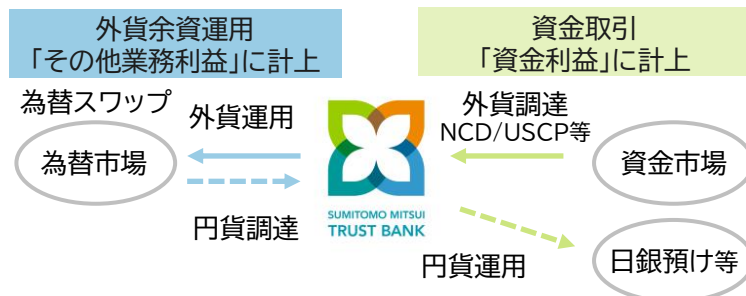 外貨余資運用
「その他業務利益」に計上
資金取引
「資金利益」に計上
為替スワップ
外貨運用
為替市場
円貨調達
SUMITOMO MITSUI
TRUST BANK
外貨調達
NCD/USCP等
資金市場
円貨運用
日銀預け等